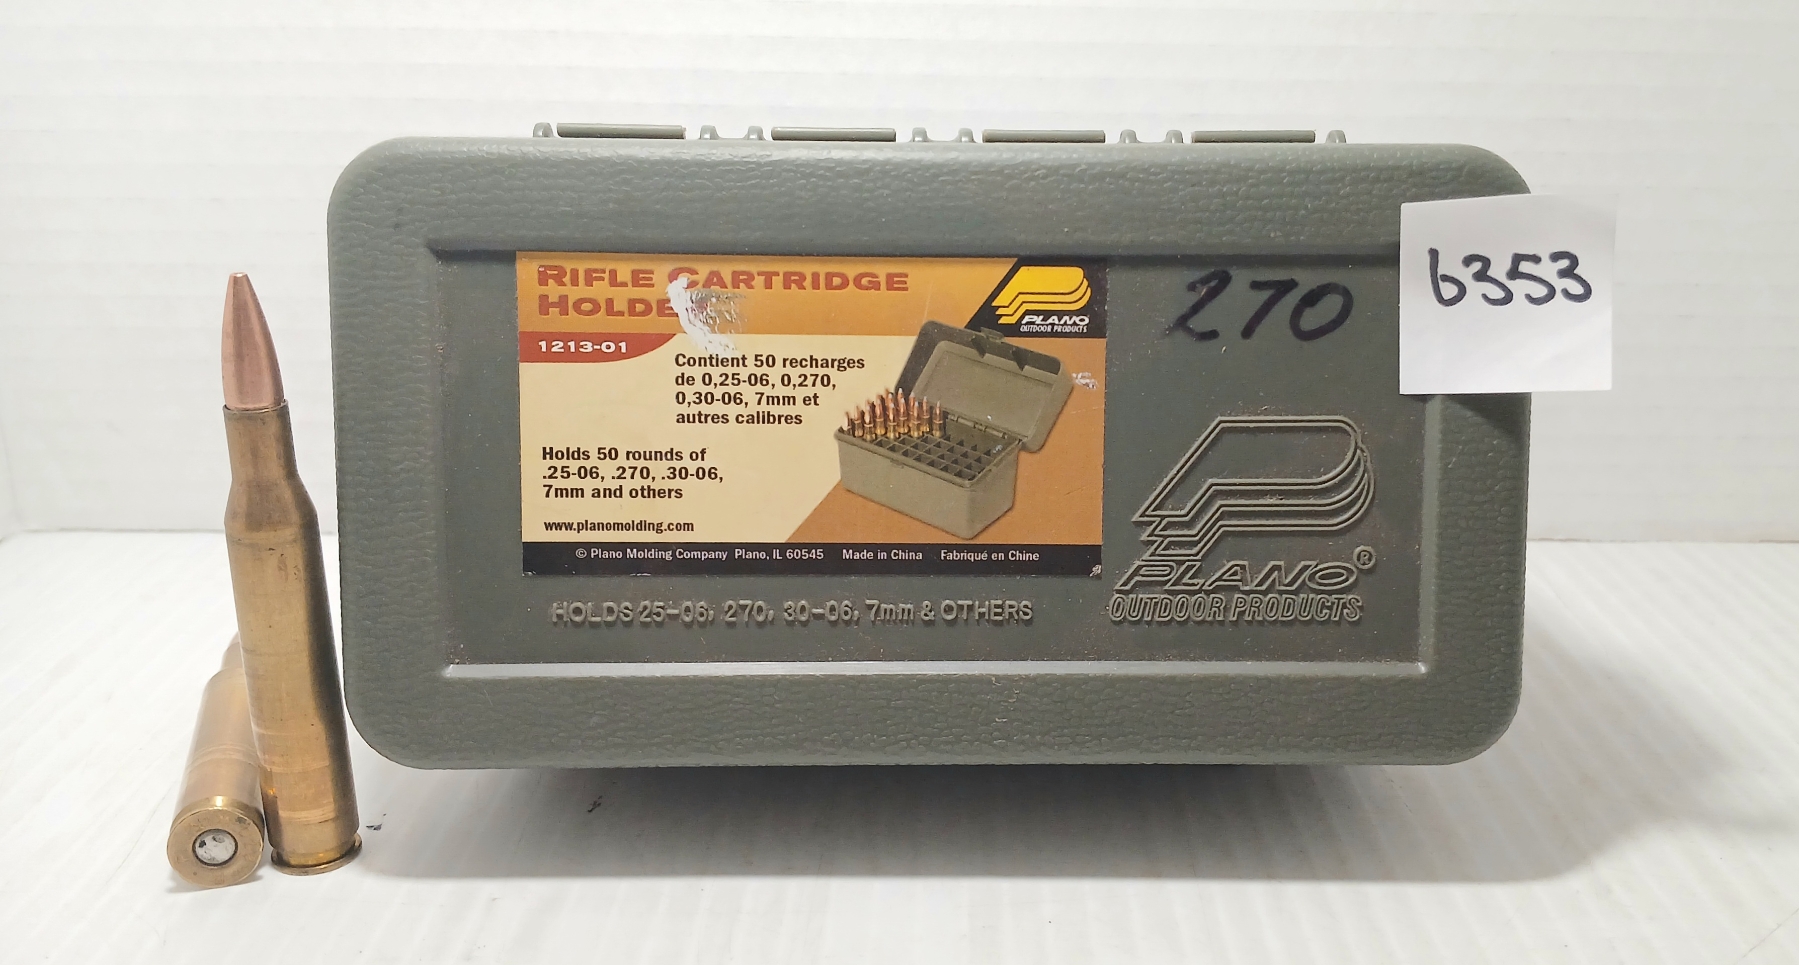 RIFLE CARTRIDGE
HOLDE
PLANO
OUTDOOR PRODUCTS
1213-01
Contient 50 recharges
de 0,25-06, 0,270,
0,30-06, 7mm et
autres calibres
Holds 50 rounds of
.25-06, .270, .30-06,
7mm and others
www.planomolding.com
© Plano Molding Company Plano, IL 60545 Made in China Fabriqué en Chine
270
6353
HOLDS 25-06, 270, 30-06, 7mm & OTHERS
PLANO®
OUTDOOR PRODUCTS